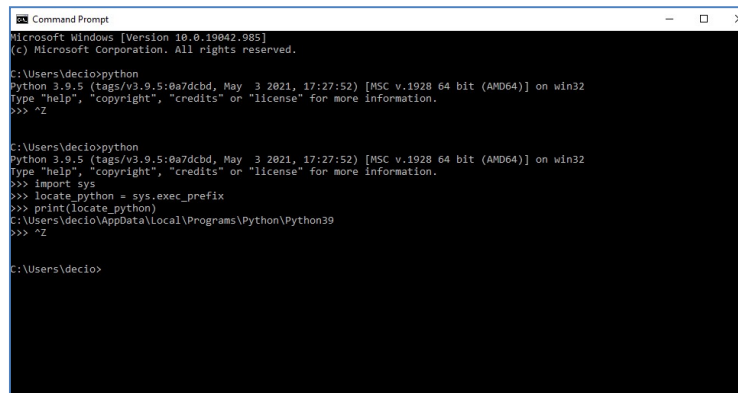 Command Prompt
Microsoft Windows [Version 10.0.19042.985]
(c) Microsoft Corporation. All rights reserved.
C:\Users\decio>python
Python 3.9.5 (tags/v3.9.5:0a7dcbd, May  3 2021, 17:27:52) [MSC v.1928 64 bit (AMD64)] on win32
Type "help", "copyright", "credits" or "license" for more information.
>>> ^Z
C:\Users\decio>python
Python 3.9.5 (tags/v3.9.5:0a7dcbd, May  3 2021, 17:27:52) [MSC v.1928 64 bit (AMD64)] on win32
Type "help", "copyright", "credits" or "license" for more information.
>>> import sys
>>> locate_python = sys.exec_prefix
>>> print(locate_python)
C:\Users\decio\AppData\Local\Programs\Python\Python39
>>> ^Z
C:\Users\decio>